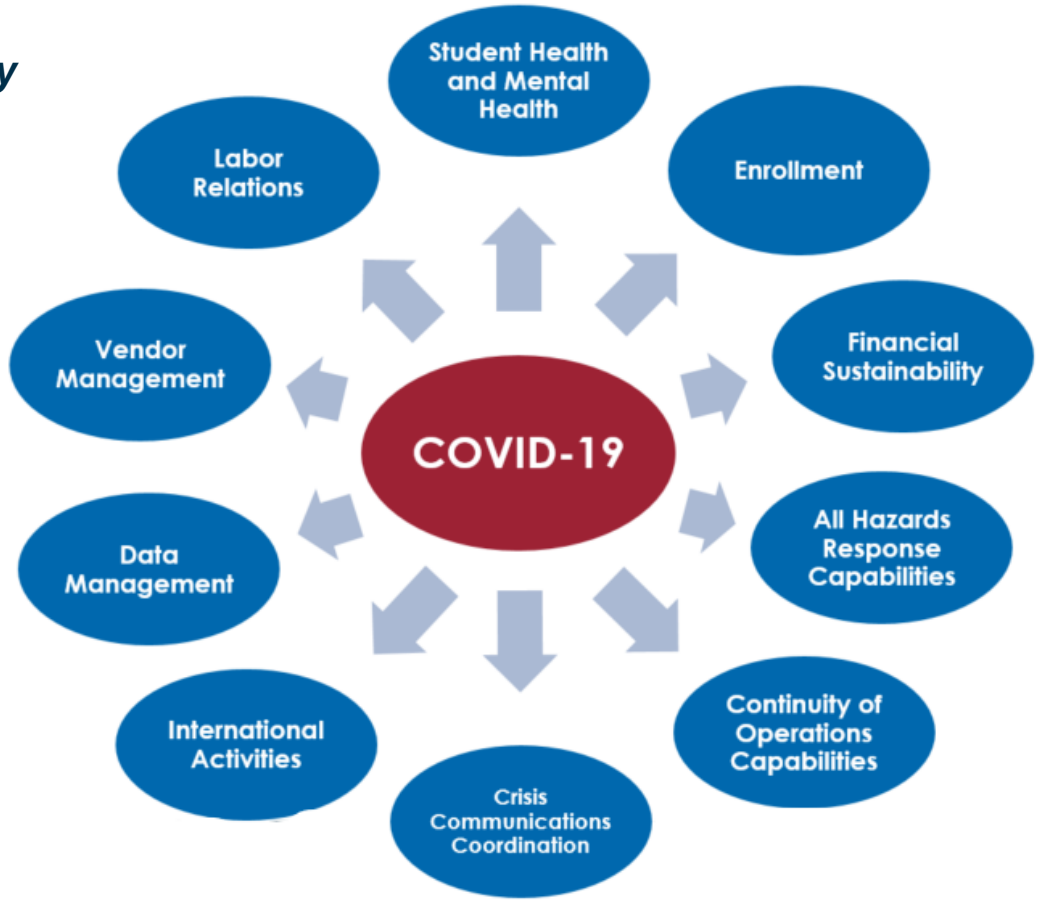 y
Student Health
and Mental
Health
Enrollment
Financial
Sustainability
All Hazards
Response
Capabilities
Continuity of
Operations
Capabilities
Crisis
Communications
Coordination
International
Activities
Data
Management
Vendor
Management
Labor
Relations
COVID-19